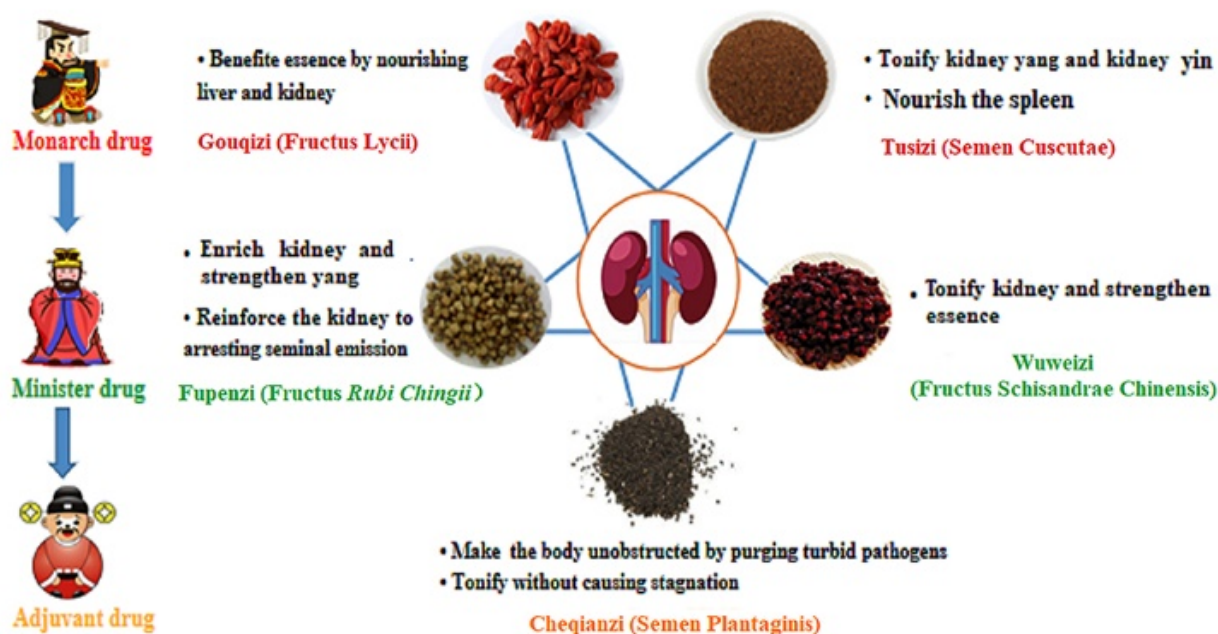 • Benefite essence by nourishing
liver and kidney
Monarch drug
Gouqizi (Fructus Lycii)
• Tonify kidney yang and kidney yin
• Nourish the spleen
Tusizi (Semen Cuscutae)
• Enrich kidney and .
strengthen yang
• Reinforce the kidney to
arresting seminal emission
Minister drug
Fupenzi (Fructus Rubi Chingii)
• Tonify kidney and strengthen
essence
Wuweizi
(Fructus Schisandrae Chinensis)
• Make the body unobstructed by purging turbid pathogens
• Tonify without causing stagnation
Adjuvant drug
Cheqianzi (Semen Plantaginis)